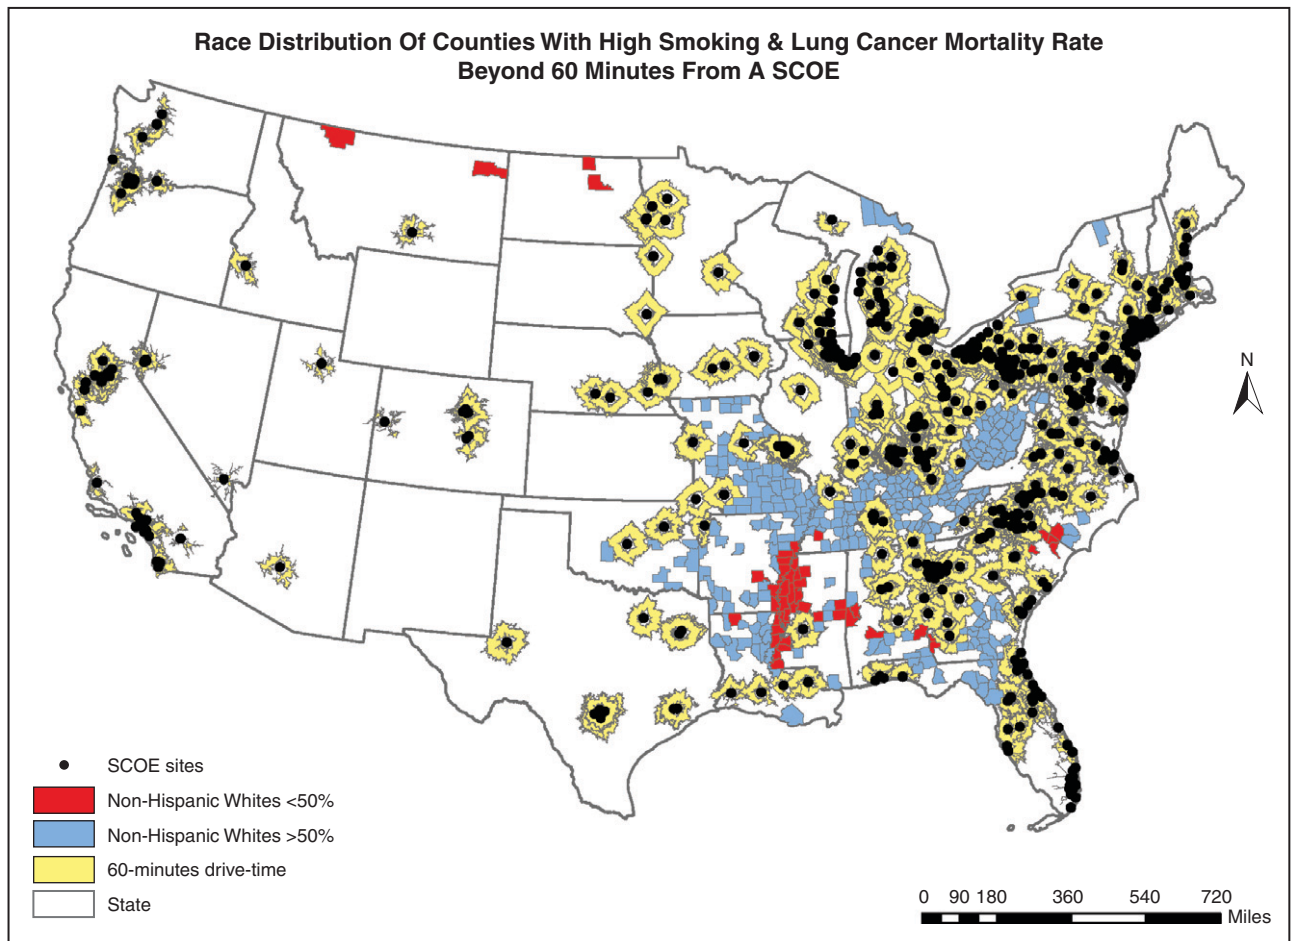 Race Distribution Of Counties With High Smoking & Lung Cancer Mortality Rate
Beyond 60 Minutes From A SCOE
N
SCOE sites
Non-Hispanic Whites <50%
Non-Hispanic Whites >50%
60-minutes drive-time
State
0 90 180 360 540 720
Miles